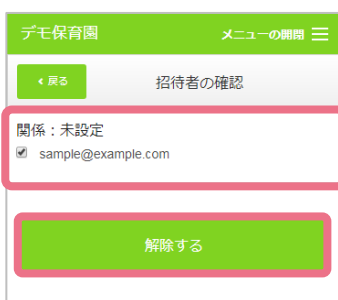 デモ保育園
メニューの開閉
戻る
招待者の確認
関係：未設定
sample@example.com
解除する